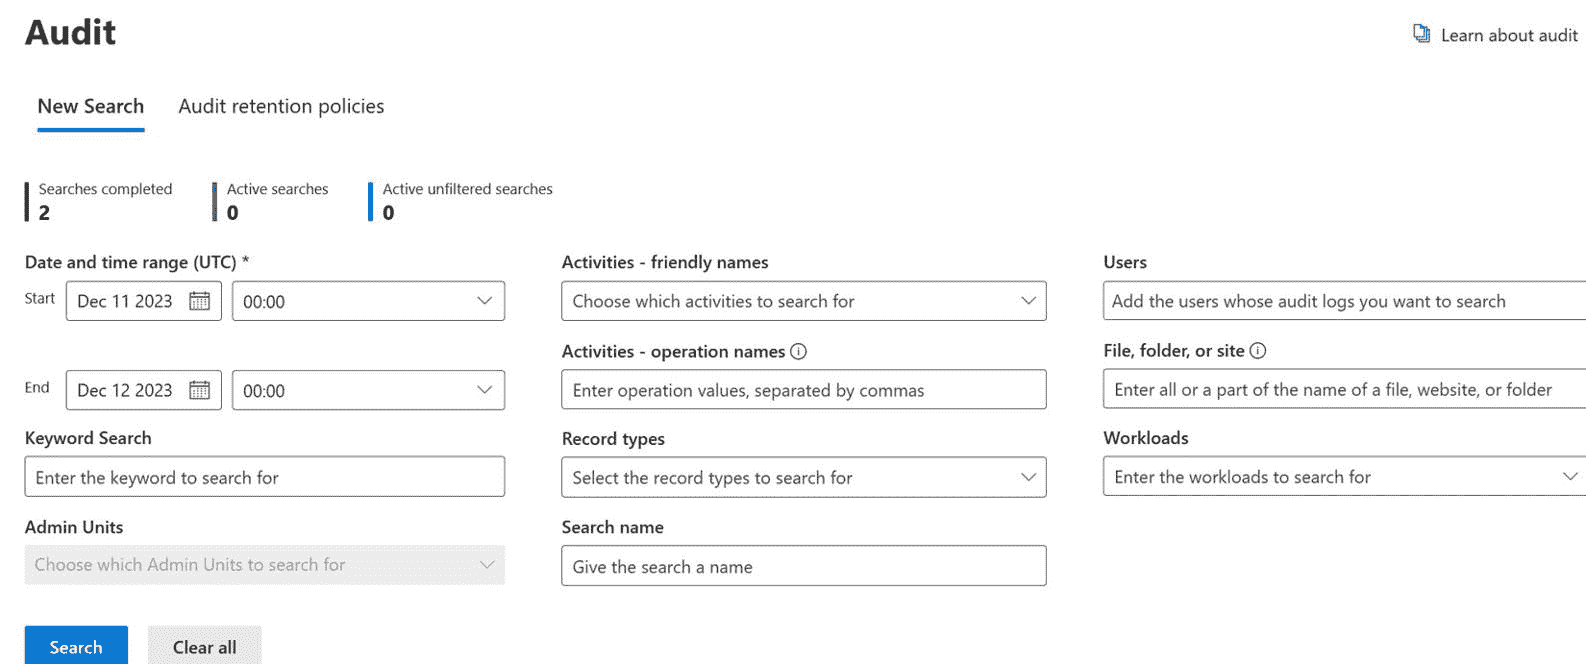 Audit
Learn about audit
New Search
Audit retention policies
Searches completed
2
Active searches
0
Active unfiltered searches
0
Date and time range (UTC) *
Start
Dec 11 2023
00:00
End
Dec 12 2023
00:00
Keyword Search
Enter the keyword to search for
Admin Units
Choose which Admin Units to search for
Activities - friendly names
Choose which activities to search for
Activities - operation names
Enter operation values, separated by commas
Record types
Select the record types to search for
Search name
Give the search a name
Users
Add the users whose audit logs you want to search
File, folder, or site
Enter all or a part of the name of a file, website, or folder
Workloads
Enter the workloads to search for
Search
Clear all